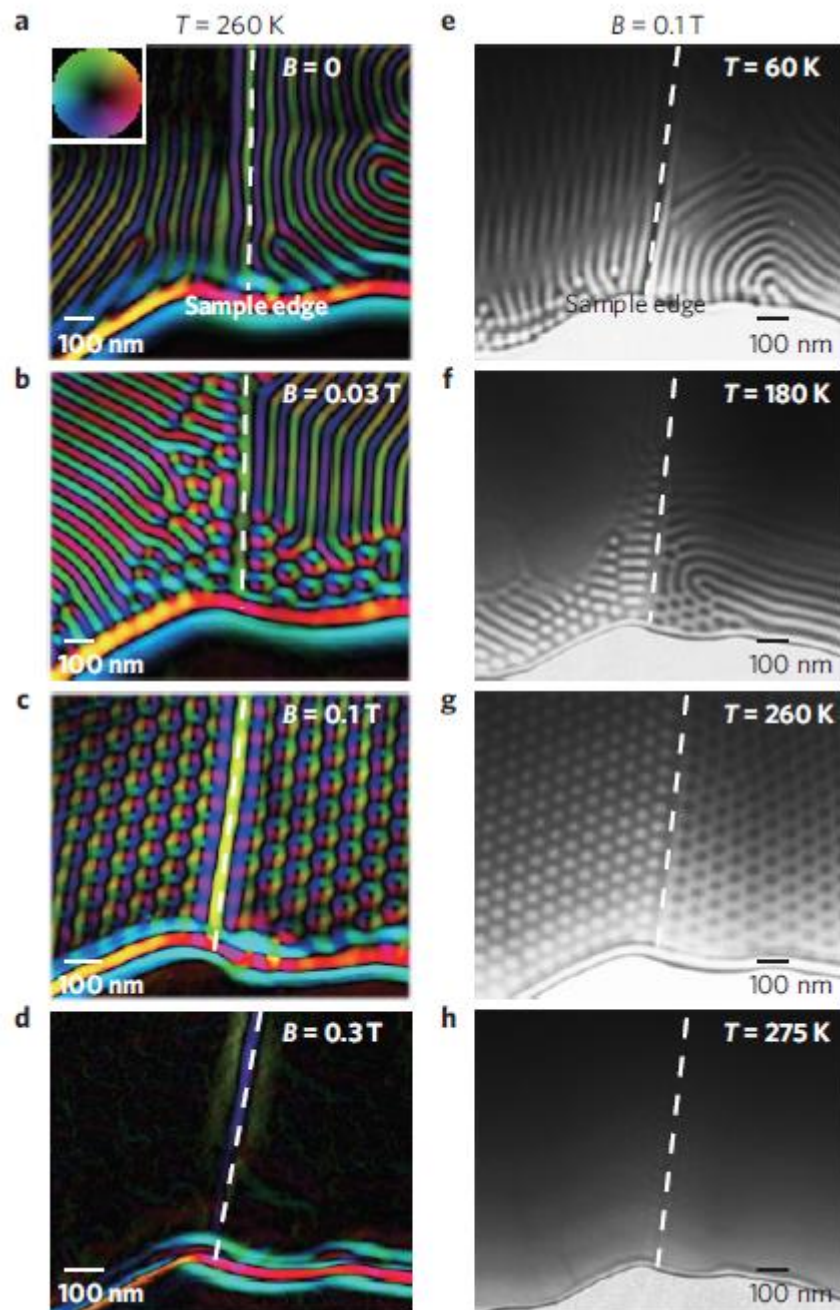 a
T = 260 K
B = 0
Sample edge
100 nm
b
B = 0.03 T
100 nm
c
B = 0.1 T
100 nm
d
B = 0.3 T
100 nm
e
B = 0.1 T
T = 60 K
Sample edge
100 nm
f
T = 180 K
100 nm
g
T = 260 K
100 nm
h
T = 275 K
100 nm